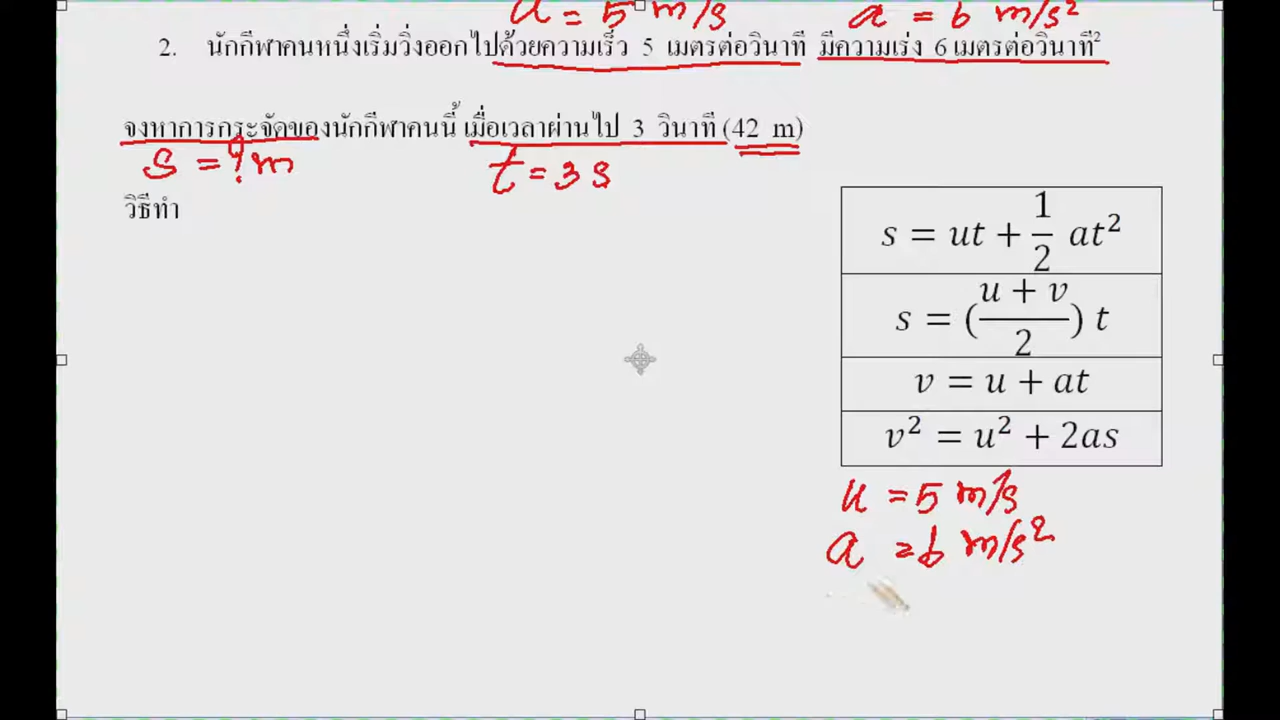 u = 5 m/s a = 6 m/s²
2. นักกีฬาคนหนึ่งเริ่มวิ่งออกไปด้วยความเร็ว 5 เมตรต่อวินาที มีความเร่ง 6 เมตรต่อวินาที²
จงหาการกระจัดของนักกีฬาคนนี้ เมื่อเวลาผ่านไป 3 วินาที (42 m)
s = ? m t = 3 s
วิธีทำ
s = ut + 1/2 at²
s = (u + v / 2) t
v = u + at
v² = u² + 2as
u = 5 m/s
a = 6 m/s²